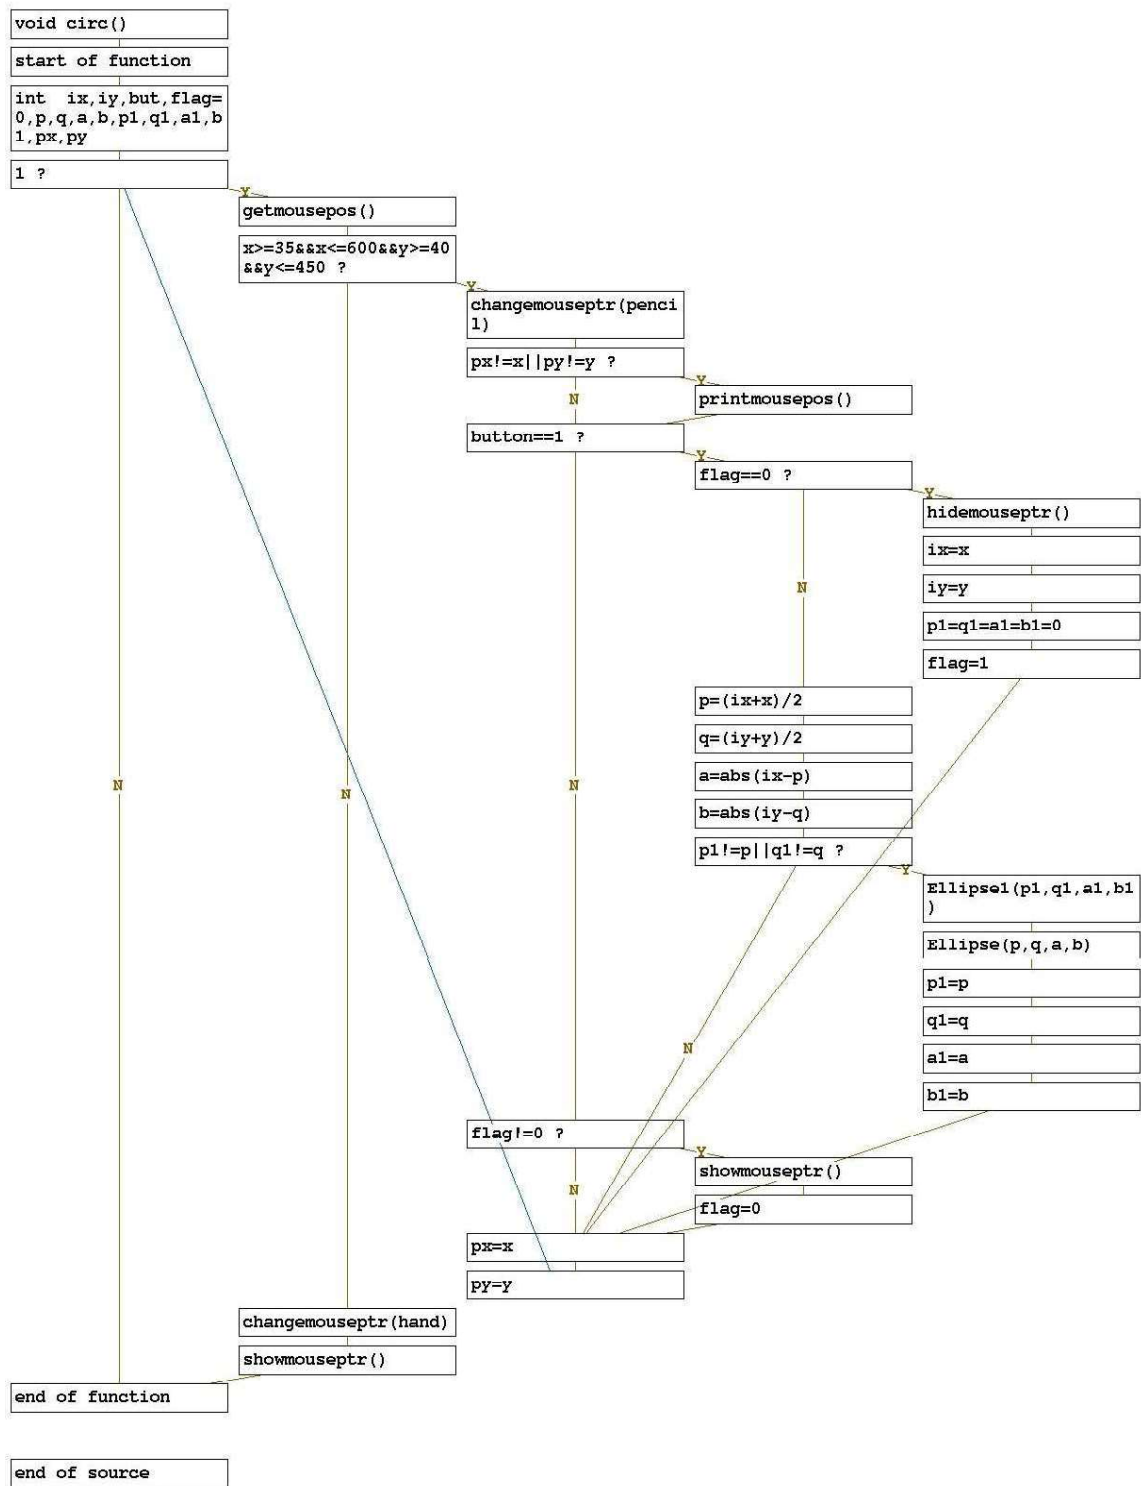 void circ()
start of function
int  ix,iy,but,flag=
0,p,q,a,b,p1,q1,a1,b
1,px,py
1 ?
Y
getmousepos()
x>=35&&x<=600&&y>=40
&&y<=450 ?
Y
changemouseptr(penci
l)
px!=x||py!=y ?
Y
N
printmousepos()
button==1 ?
Y
flag==0 ?
Y
hidemouseptr()
ix=x
N
iy=y
p1=q1=a1=b1=0
flag=1
p=(ix+x)/2
q=(iy+y)/2
a=abs(ix-p)
N
N
N
b=abs(iy-q)
p1!=p||q1!=q ?
Y
Ellipse1(p1,q1,a1,b1
)
Ellipse(p,q,a,b)
p1=p
q1=q
N
a1=a
b1=b
flag!=0 ?
Y
showmouseptr()
N
flag=0
px=x
py=y
changemouseptr(hand)
showmouseptr()
end of function
end of source